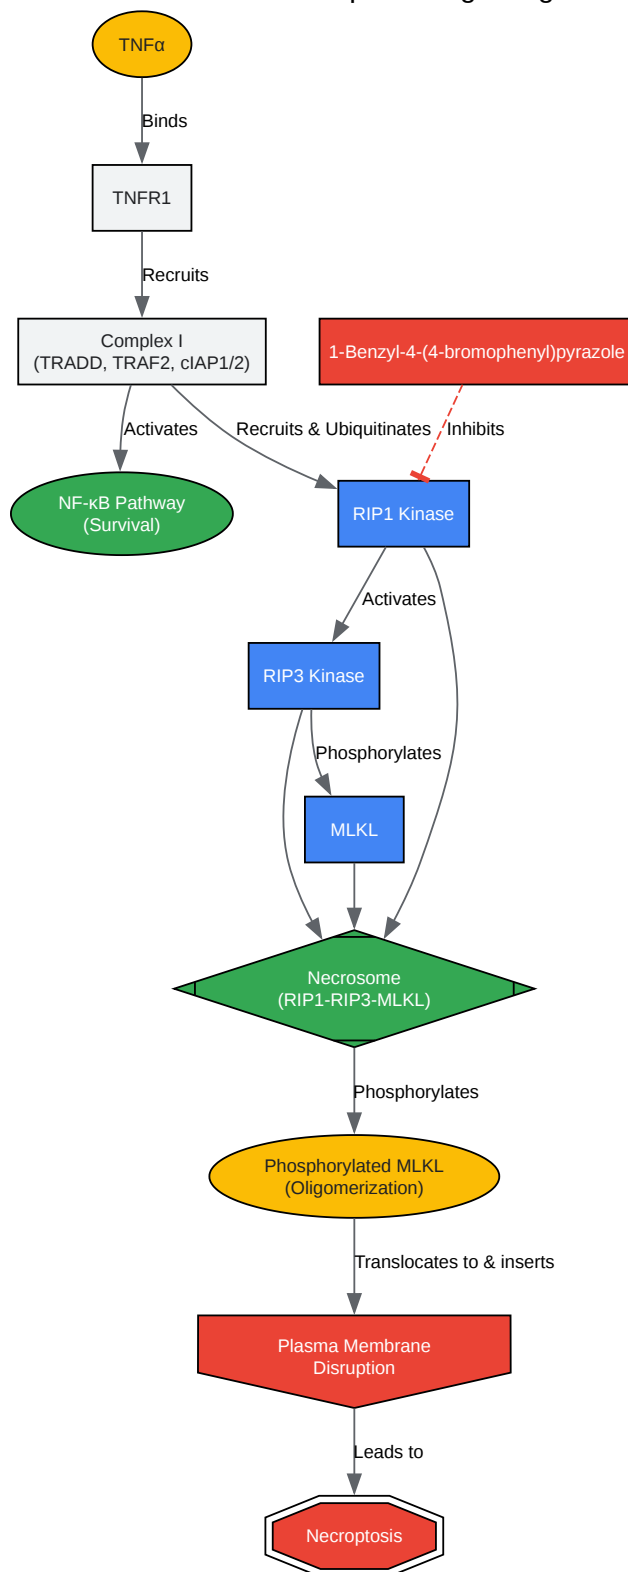 TNFα
Binds
TNFR1
Recruits
Complex I
(TRADD, TRAF2, cIAP1/2)
1-Benzyl-4-(4-bromophenyl)pyrazole
Activates
Recruits & Ubiquitinates
Inhibits
NF-κB Pathway
(Survival)
RIP1 Kinase
Activates
RIP3 Kinase
Phosphorylates
MLKL
Necrosome
(RIP1-RIP3-MLKL)
Phosphorylates
Phosphorylated MLKL
(Oligomerization)
Translocates to & inserts
Plasma Membrane
Disruption
Leads to
Necroptosis